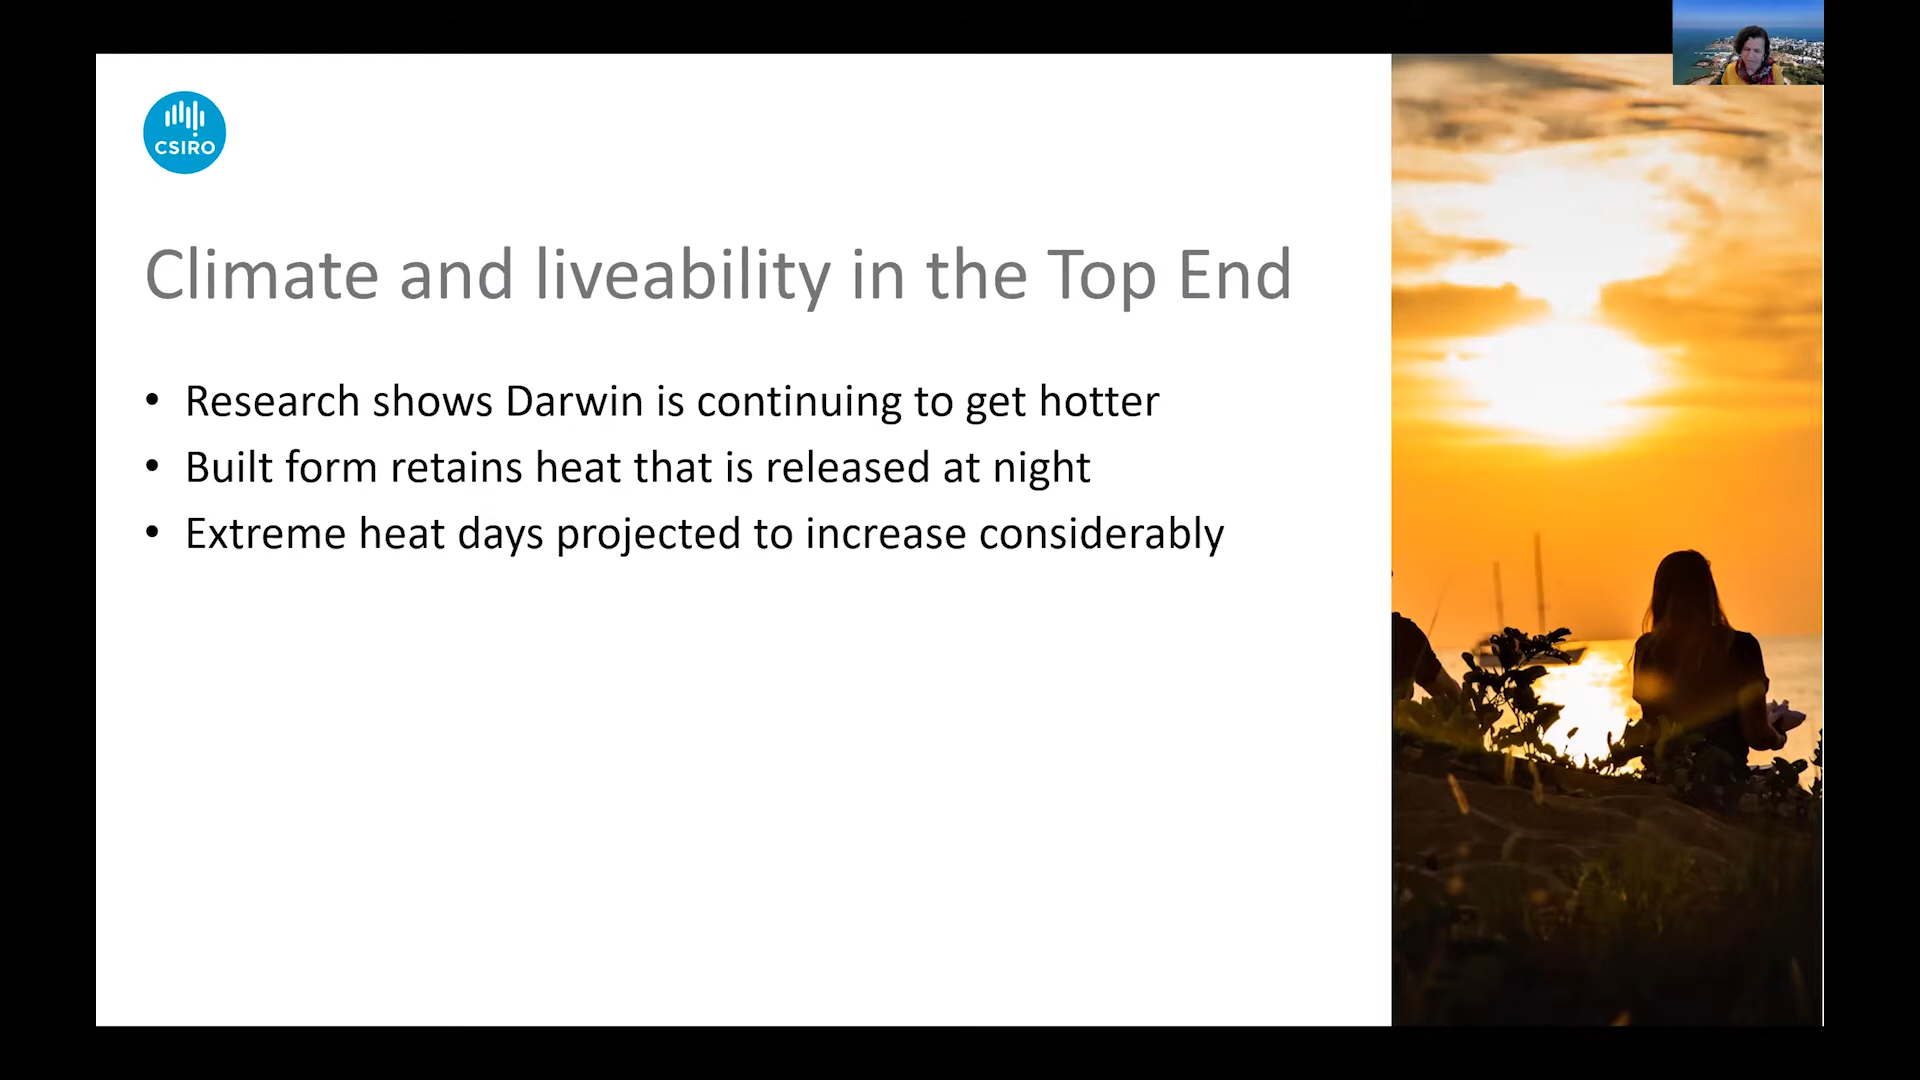 CSIRO
Climate and liveability in the Top End
• Research shows Darwin is continuing to get hotter
• Built form retains heat that is released at night
• Extreme heat days projected to increase considerably